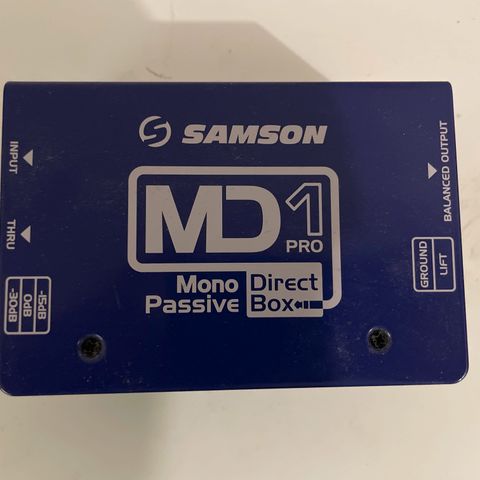 SAMSON
MD1
PRO
Mono
Passive
Direct
Box
INPUT
THRU
-30dB
0dB
-15dB
BALANCED OUTPUT
GROUND
LIFT